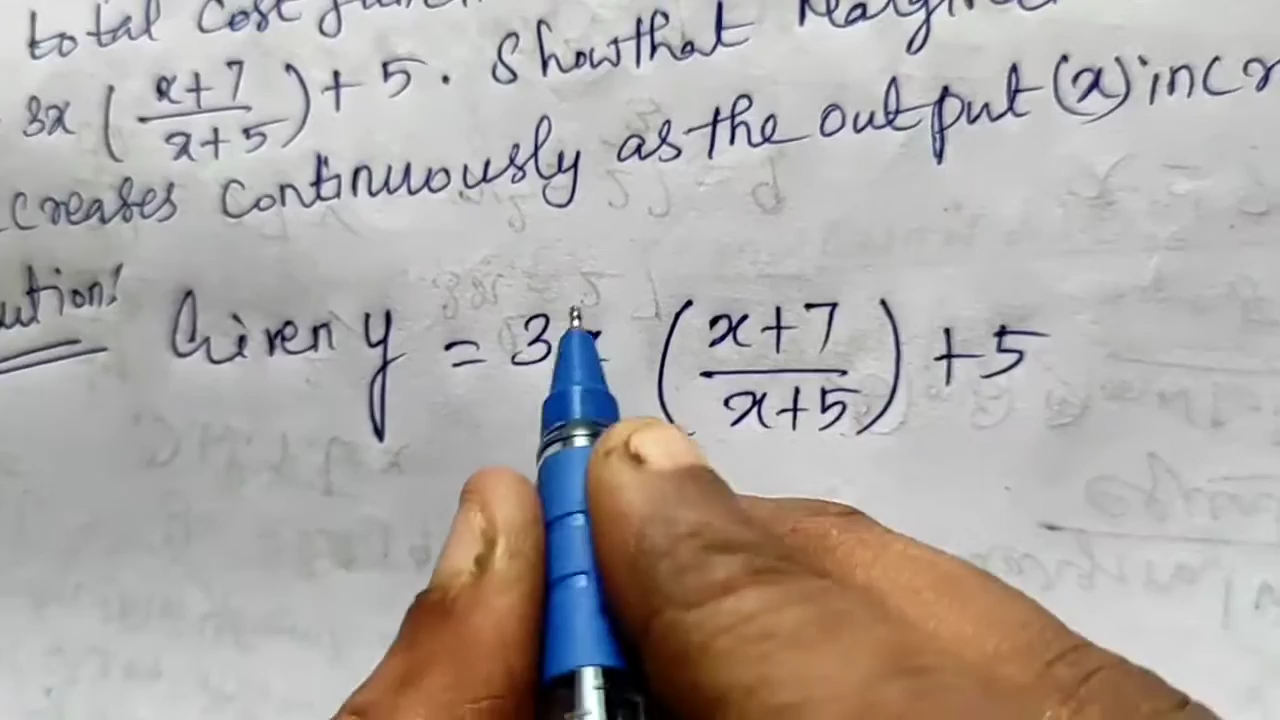 total Cost
3x ( x+7 / x+5 ) + 5. Show that
creases continuously as the output (x) incr
ution!
Given y = 3x ( x+7 / x+5 ) + 5